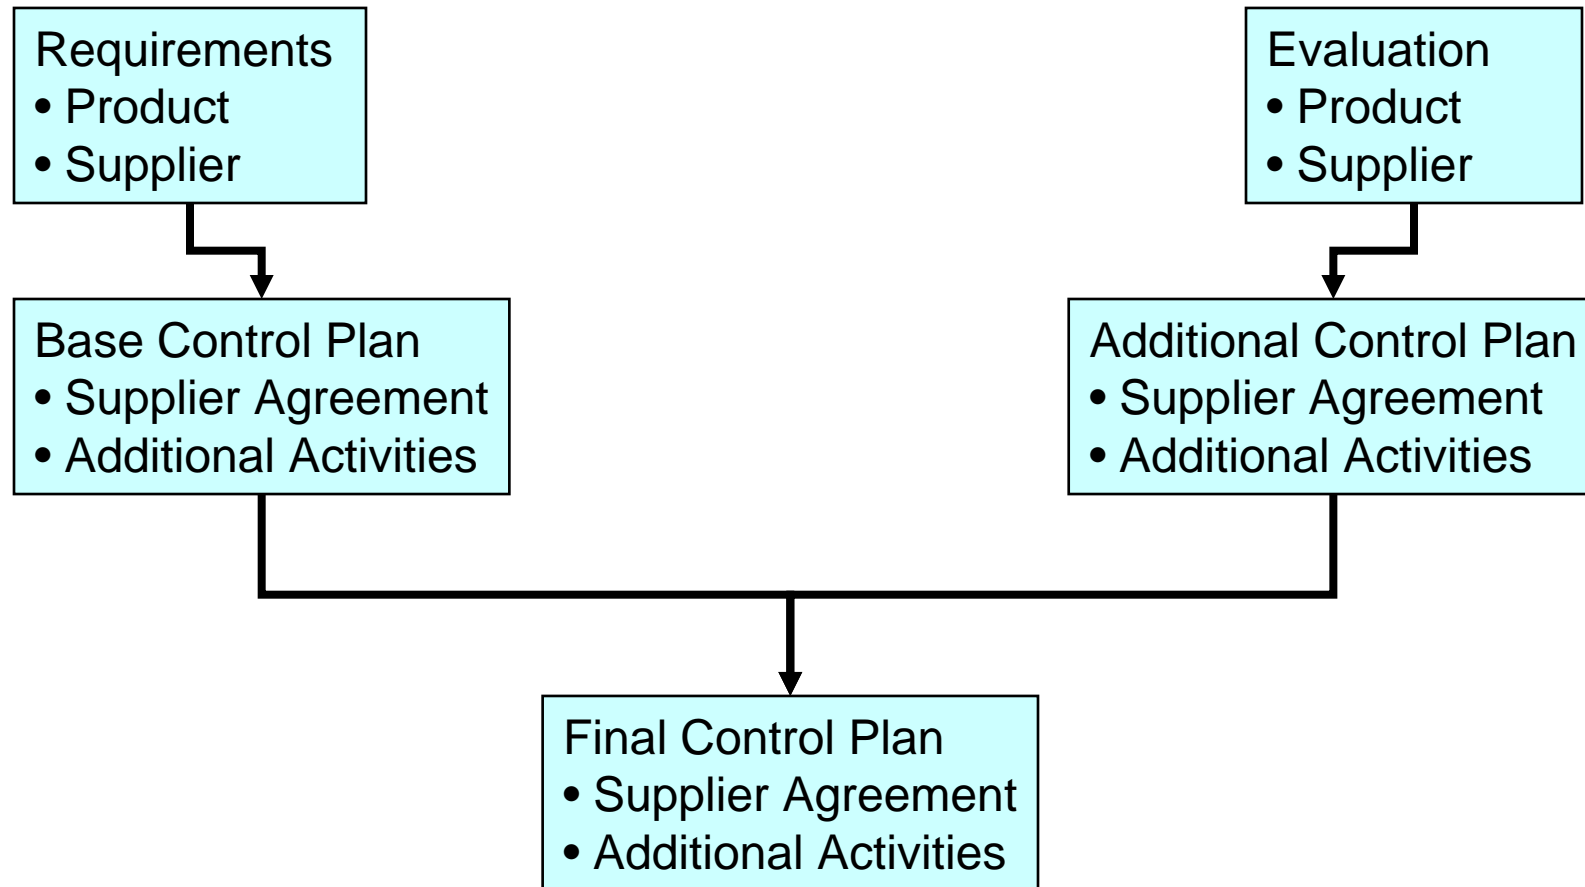 Requirements
• Product
• Supplier
Evaluation
• Product
• Supplier
Base Control Plan
• Supplier Agreement
• Additional Activities
Additional Control Plan
• Supplier Agreement
• Additional Activities
Final Control Plan
• Supplier Agreement
• Additional Activities